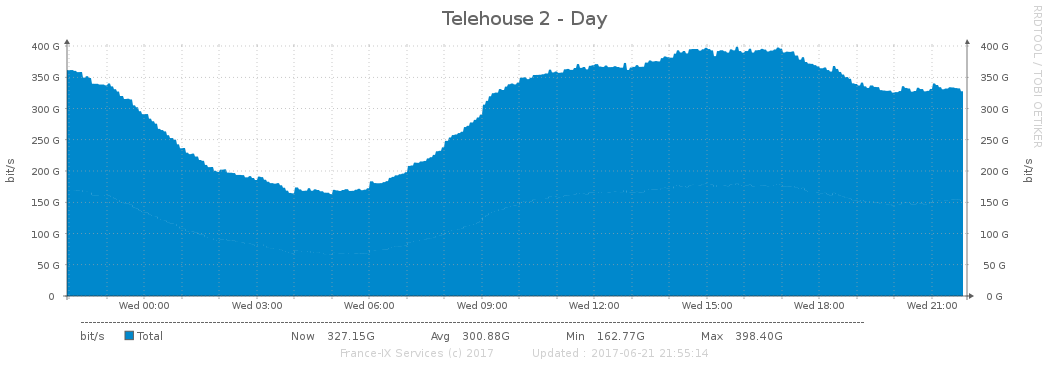 Telehouse 2 - Day
RRDTOOL / TOBI OETIKER
bit/s
bit/s
400 G
350 G
300 G
250 G
200 G
150 G
100 G
50 G
0
400 G
350 G
300 G
250 G
200 G
150 G
100 G
50 G
0 G
Wed 00:00 Wed 03:00 Wed 06:00 Wed 09:00 Wed 12:00 Wed 15:00 Wed 18:00 Wed 21:00
bit/s Total Now 327.15G Avg 300.88G Min 162.77G Max 398.40G
France-IX Services (c) 2017 Updated : 2017-06-21 21:55:14